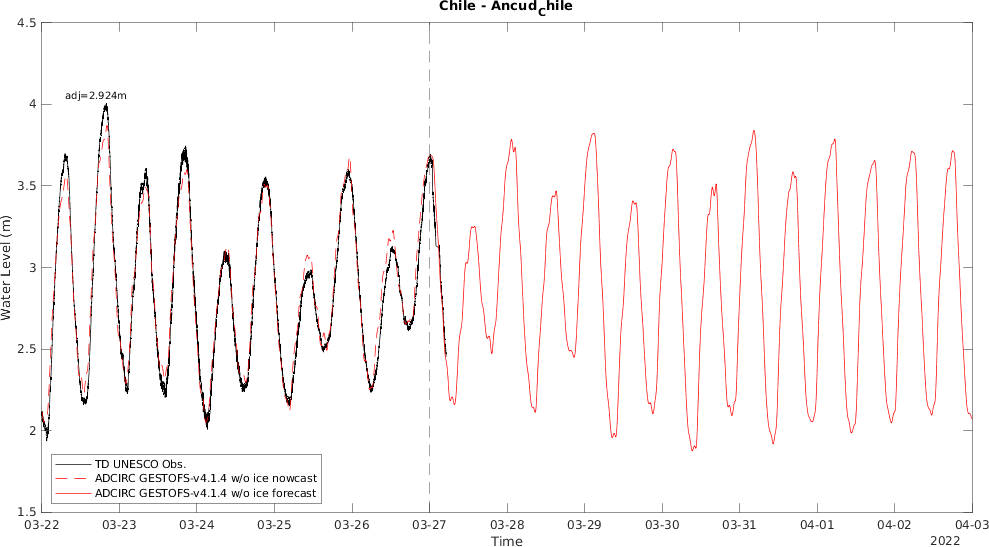 Chile - Ancud_Chile
4.5
adj=2.924m
4
3.5
3
2.5
2
1.5
Water Level (m)
TD UNESCO Obs.
ADCIRC GESTOFS-v4.1.4 w/o ice nowcast
ADCIRC GESTOFS-v4.1.4 w/o ice forecast
03-22 03-23 03-24 03-25 03-26 03-27 03-28 03-29 03-30 03-31 04-01 04-02 04-03
Time
2022